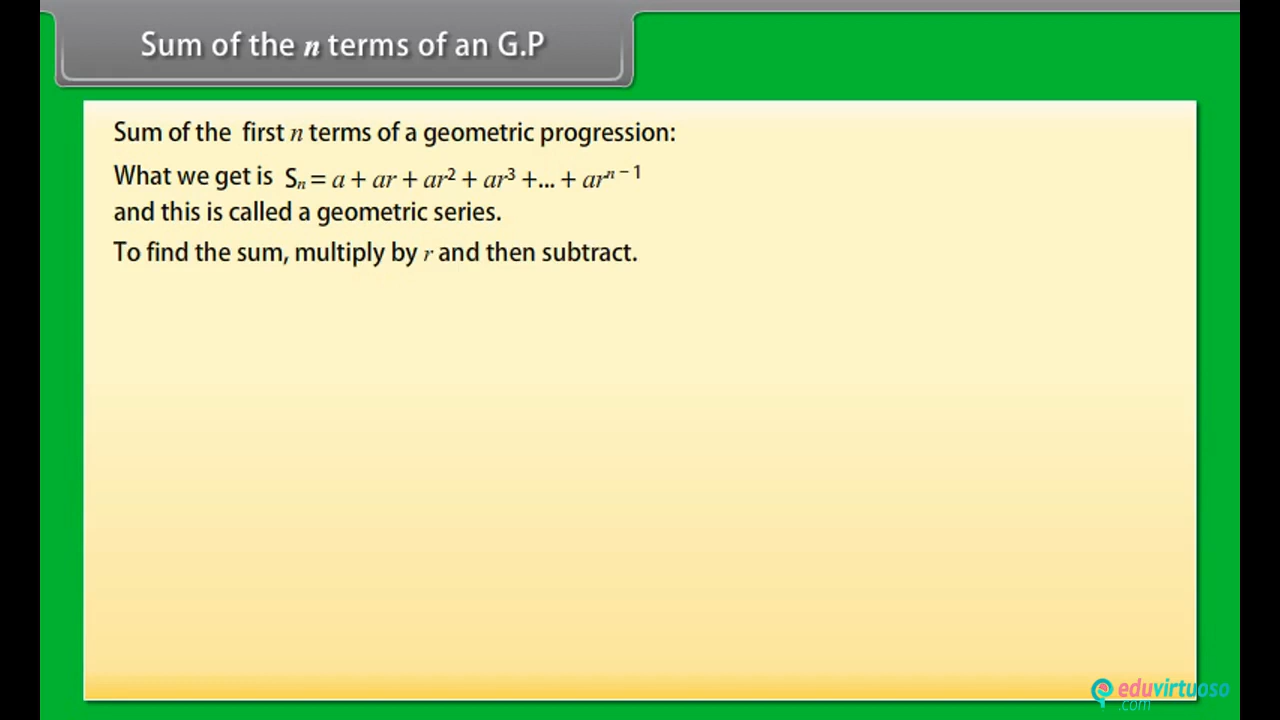 Sum of the n terms of an G.P
Sum of the first n terms of a geometric progression:
What we get is Sₙ = a + ar + ar² + ar³ +... + arⁿ⁻¹
and this is called a geometric series.
To find the sum, multiply by r and then subtract.
eduvirtuoso
.com